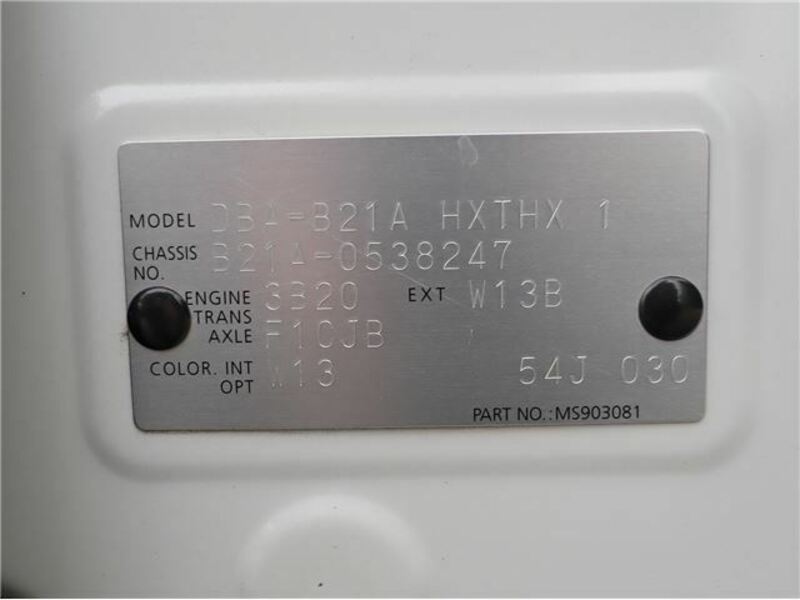 MODEL DBA-B21A HXTHX 1
CHASSIS NO. B21A-0538247
ENGINE 3B20 EXT W13B
TRANS AXLE F1CJB
COLOR. INT OPT W13 54J 030
PART NO.:MS903081